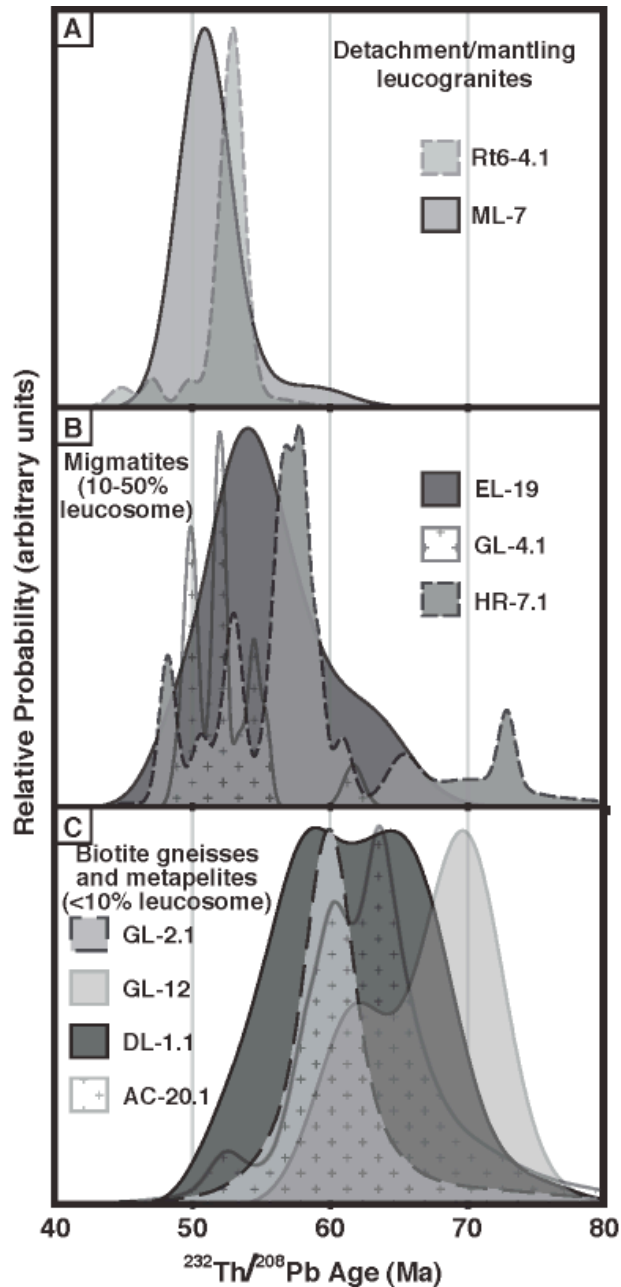 A
Detachment/mantling
leucogranites
Rt6-4.1
ML-7
B
Migmatites
(10-50%
leucosome)
EL-19
GL-4.1
HR-7.1
C
Biotite gneisses
and metapelites
(<10% leucosome)
GL-2.1
GL-12
DL-1.1
AC-20.1
Relative Probability (arbitrary units)
40 50 60 70 80
²³²Th/²⁰⁸Pb Age (Ma)